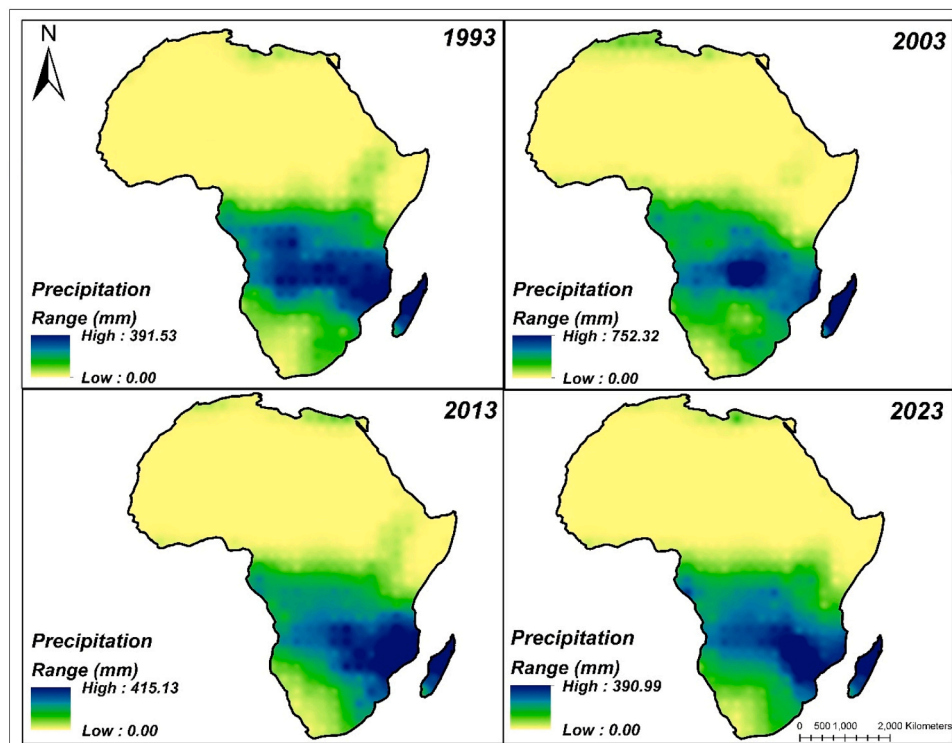 N
1993
Precipitation
Range (mm)
High : 391.53
Low : 0.00
2003
Precipitation
Range (mm)
High : 752.32
Low : 0.00
2013
Precipitation
Range (mm)
High : 415.13
Low : 0.00
2023
Precipitation
Range (mm)
High : 390.99
Low : 0.00
0 500 1,000 2,000 Kilometers